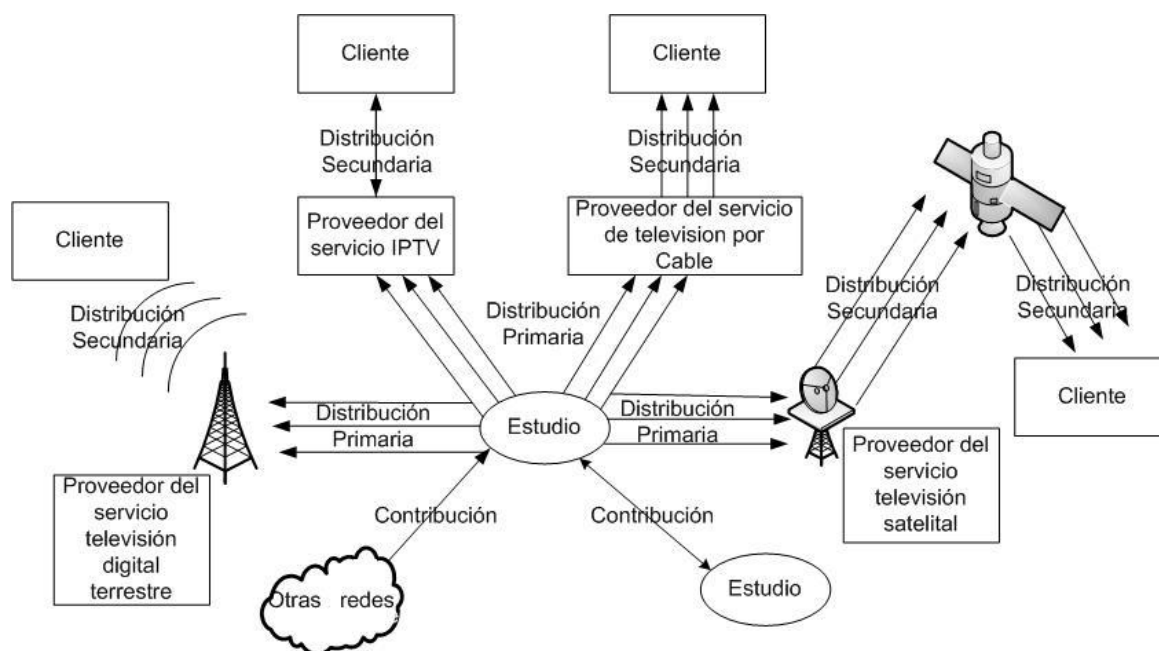 Cliente
Cliente
Distribución
Secundaria
Distribución
Secundaria
Cliente
Proveedor del
servicio IPTV
Proveedor del servicio
de television por
Cable
Distribución
Secundaria
Distribución
Primaria
Distribución
Secundaria
Distribución
Secundaria
Cliente
Distribución
Primaria
Estudio
Distribución
Primaria
Proveedor del
servicio
televisión
digital
terrestre
Proveedor del
servicio
televisión
satelital
Contribución
Contribución
Otras redes
Estudio